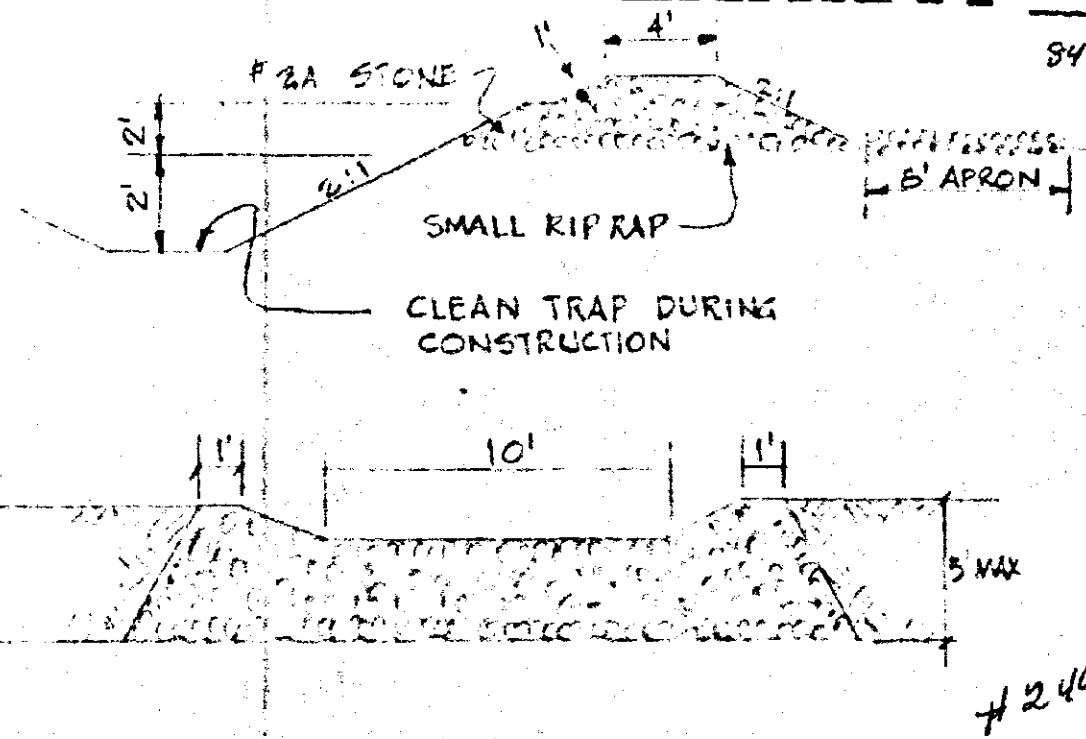 4'
1'
84
# 2A STONE
2'
2:1
2'
2:1
SMALL RIP RAP
5' APRON
CLEAN TRAP DURING
CONSTRUCTION
1'
10'
1'
5' MAX
# 24